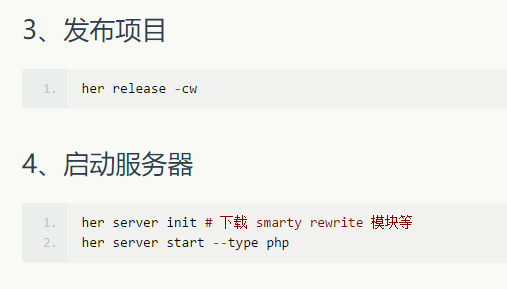 3、发布项目
1. her release -cw
4、启动服务器
1. her server init # 下载 smarty rewrite 模块等
2. her server start --type php